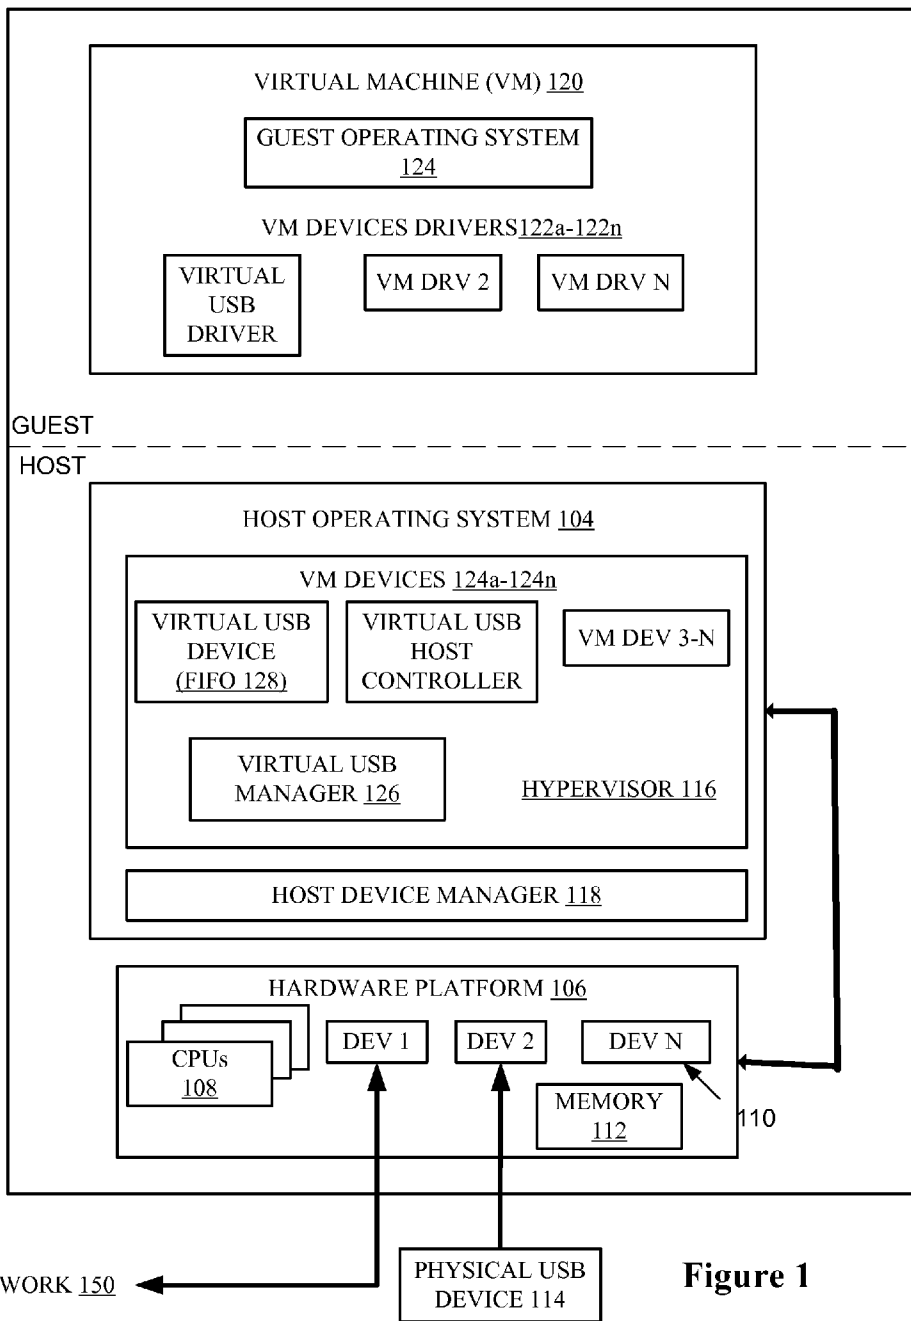 VIRTUAL MACHINE (VM) 120
GUEST OPERATING SYSTEM
124
VM DEVICES DRIVERS122a-122n
VIRTUAL
USB
DRIVER
VM DRV 2
VM DRV N
GUEST
HOST
HOST OPERATING SYSTEM 104
VM DEVICES 124a-124n
VIRTUAL USB
DEVICE
(FIFO 128)
VIRTUAL USB
HOST
CONTROLLER
VM DEV 3-N
VIRTUAL USB
MANAGER 126
HYPERVISOR 116
HOST DEVICE MANAGER 118
HARDWARE PLATFORM 106
CPUs
108
DEV 1
DEV 2
DEV N
MEMORY
112
110
WORK 150
PHYSICAL USB
DEVICE 114
Figure 1